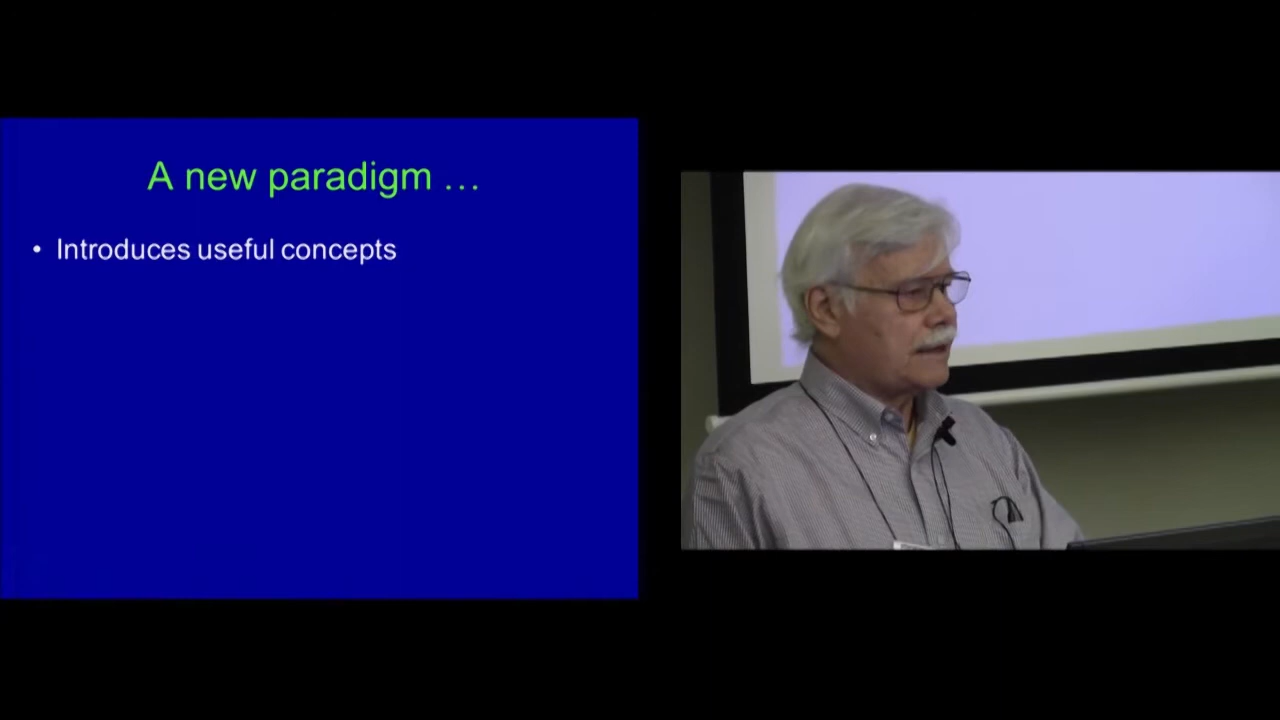 A new paradigm …
• Introduces useful concepts